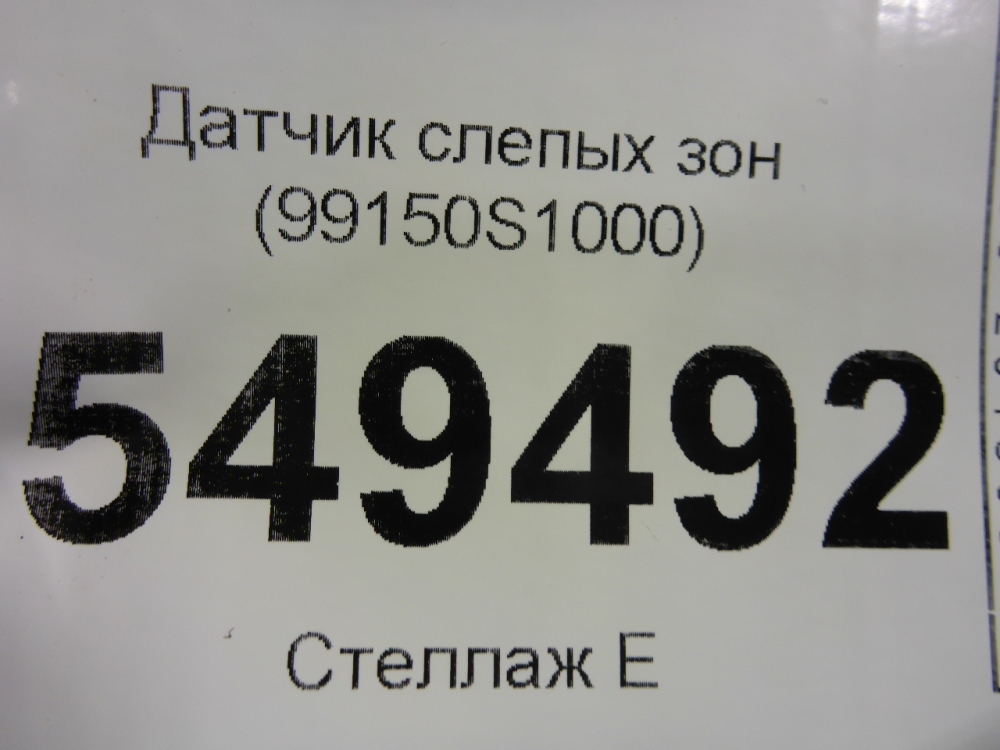 Датчик слепых зон
(99150S1000)
549492
Стеллаж Е